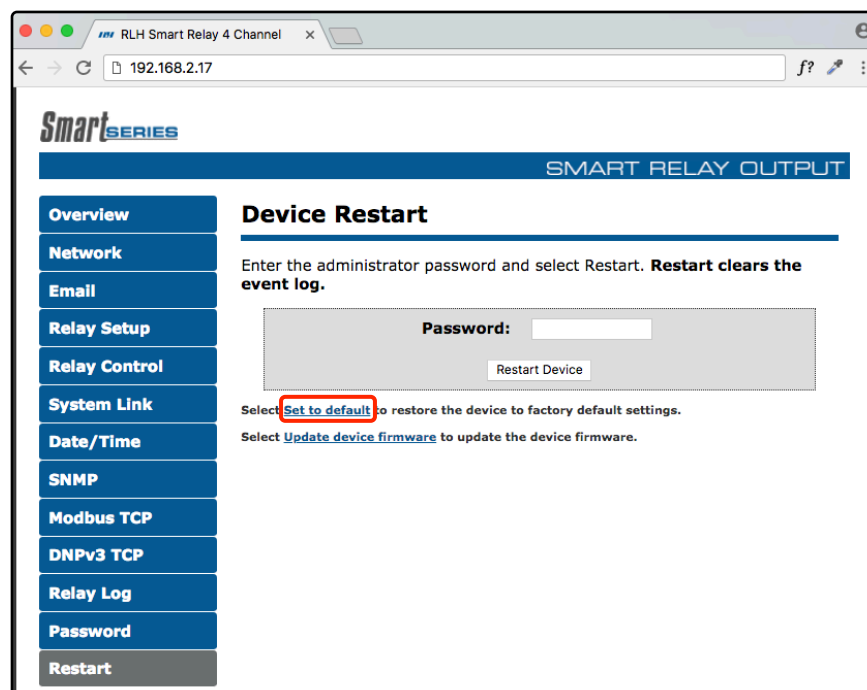 RLH Smart Relay 4 Channel
192.168.2.17
f?
Smart SERIES
SMART RELAY OUTPUT
Overview
Network
Email
Relay Setup
Relay Control
System Link
Date/Time
SNMP
Modbus TCP
DNPv3 TCP
Relay Log
Password
Restart
Device Restart
Enter the administrator password and select Restart. Restart clears the
event log.
Password:
Restart Device
Select Set to default to restore the device to factory default settings.
Select Update device firmware to update the device firmware.